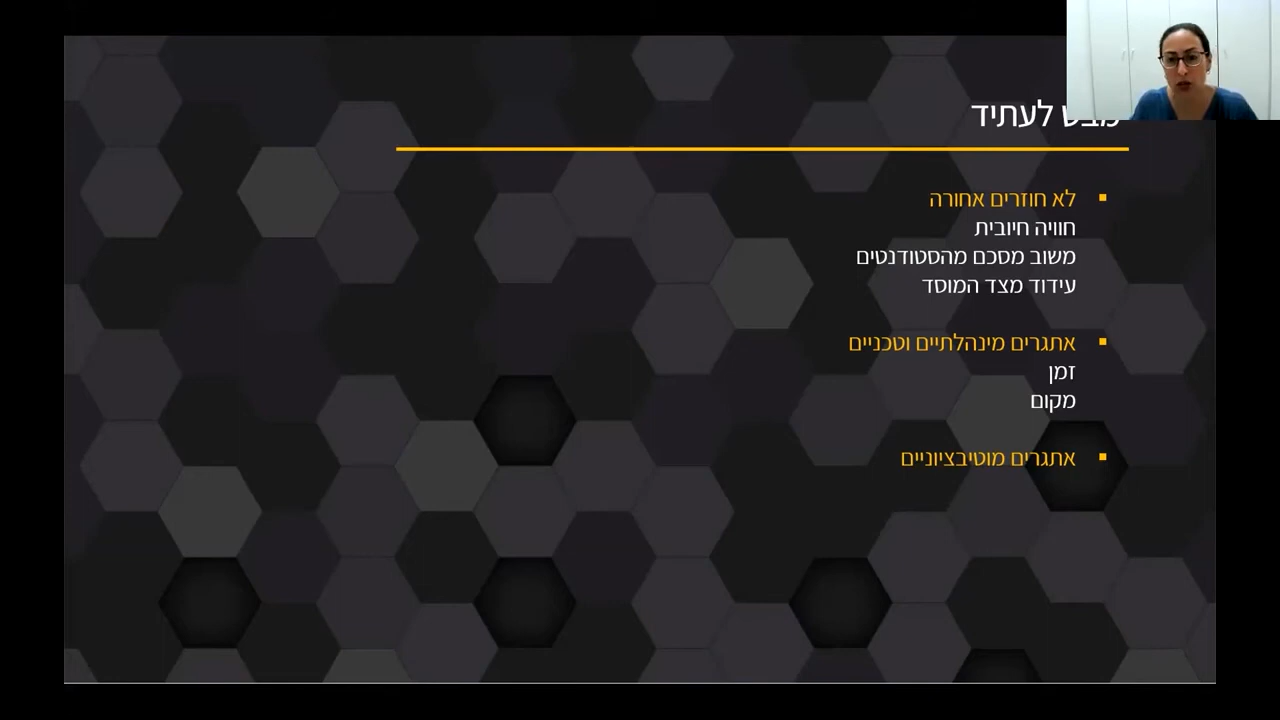 מבט לעתיד
לא חוזרים אחורה
חוויה חיובית
משוב מסכם מהסטודנטים
עידוד מצד המוסד
אתגרים מינהלתיים וטכניים
זמן
מקום
אתגרים מוטיבציוניים